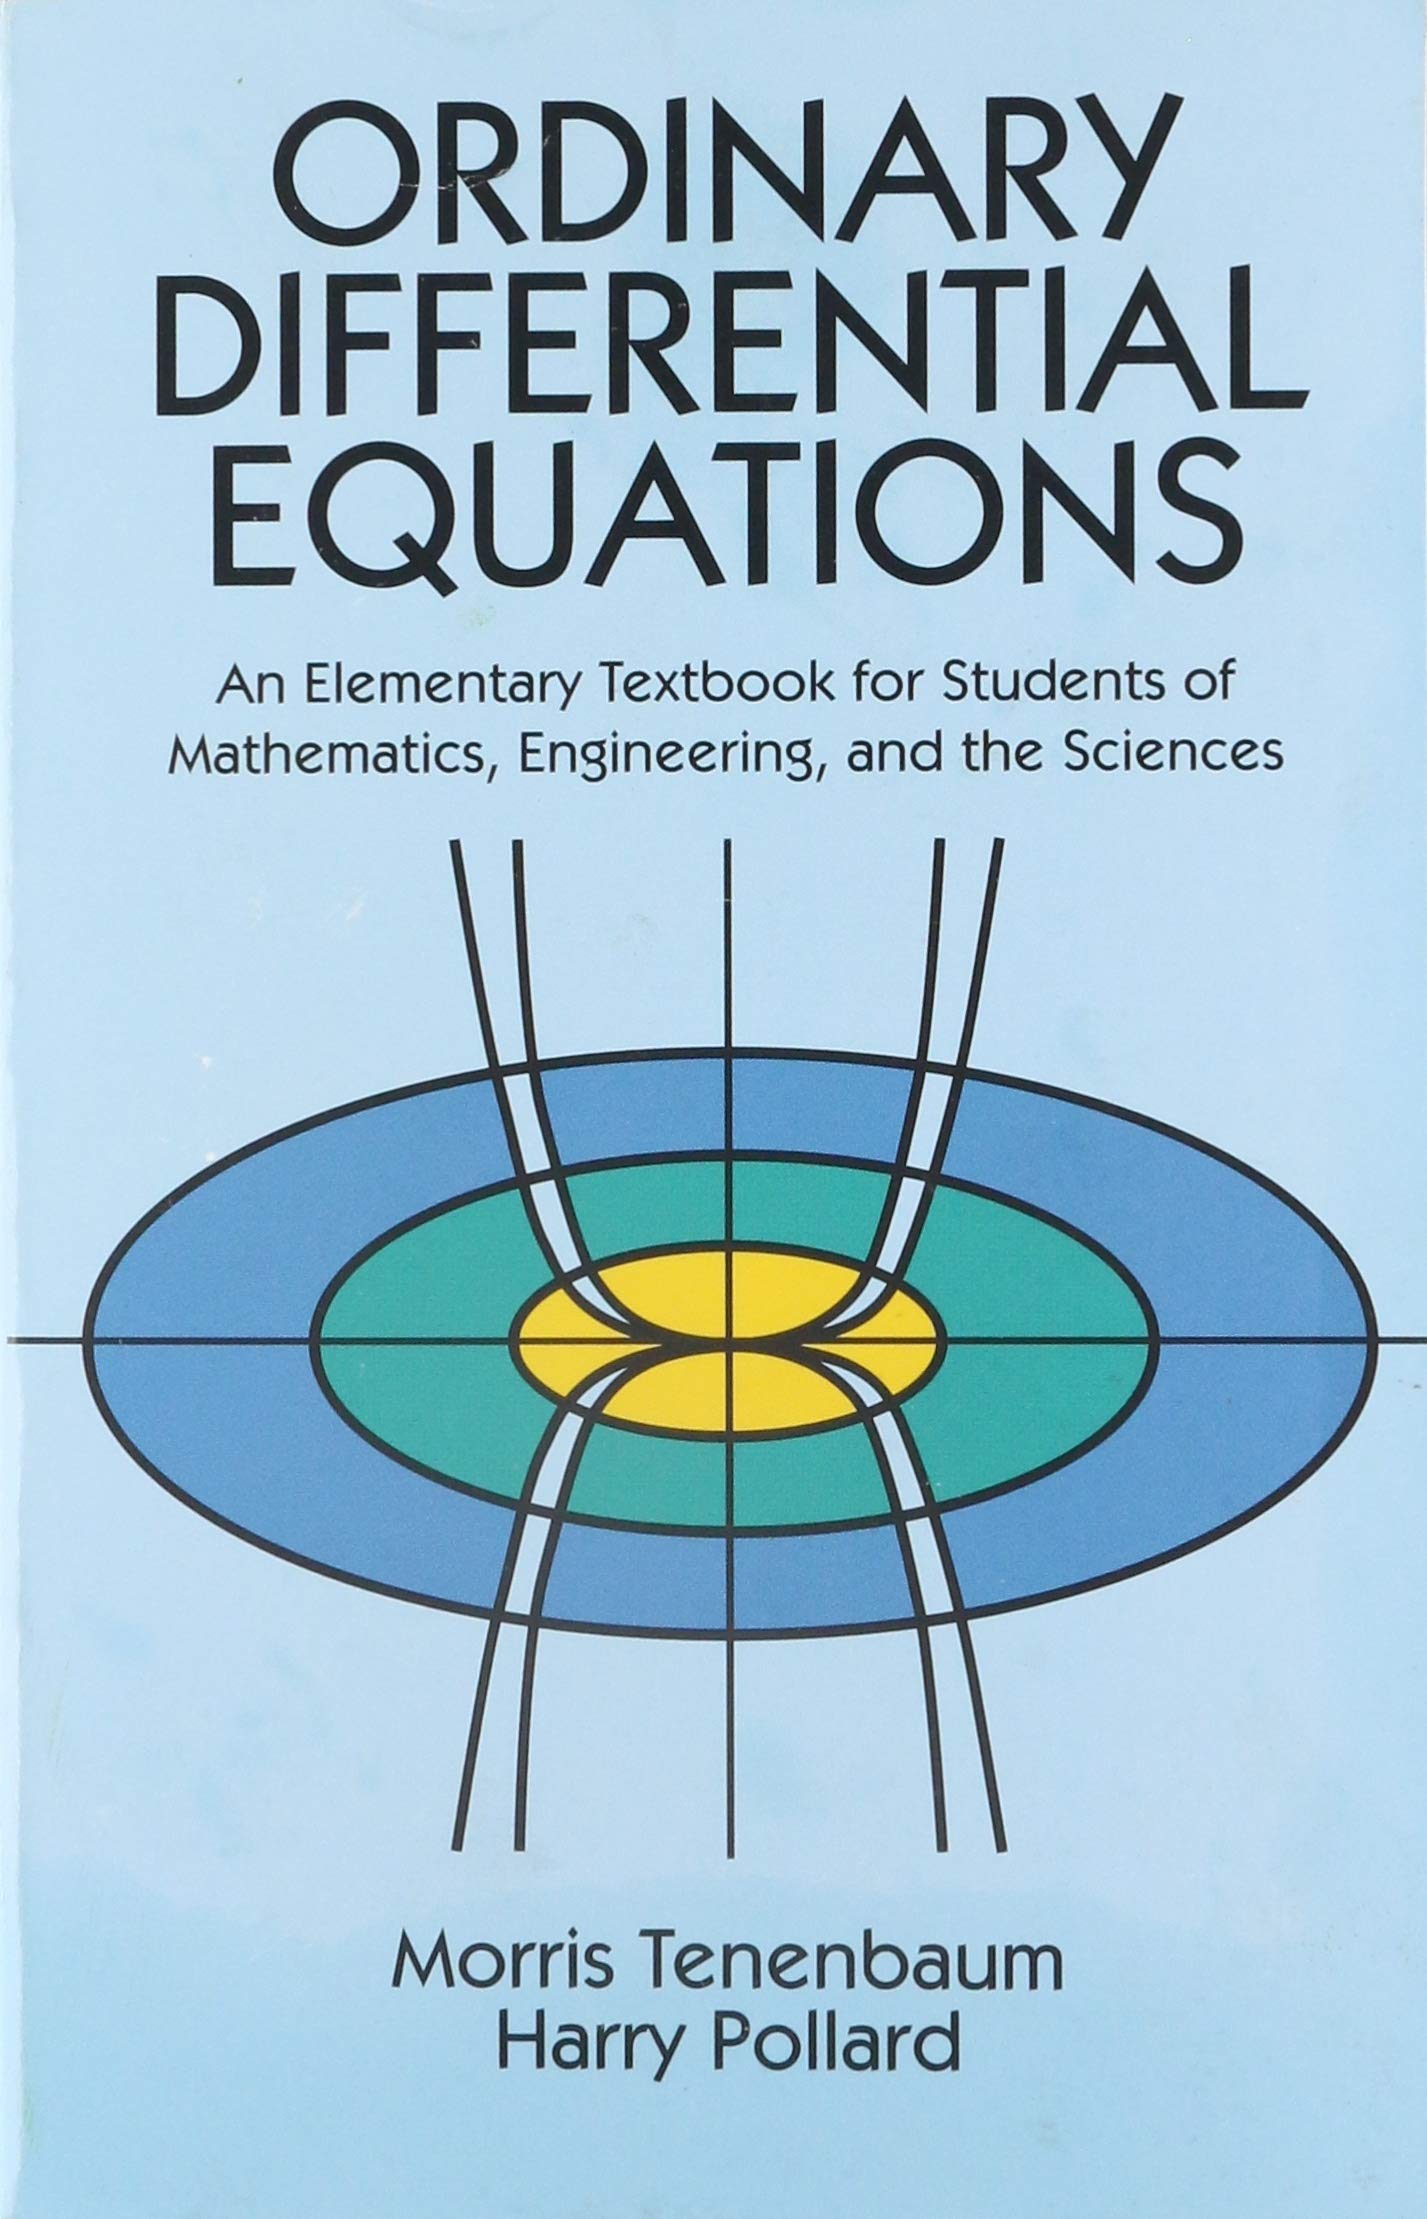 ORDINARY
DIFFERENTIAL
EQUATIONS
An Elementary Textbook for Students of
Mathematics, Engineering, and the Sciences
Morris Tenenbaum
Harry Pollard